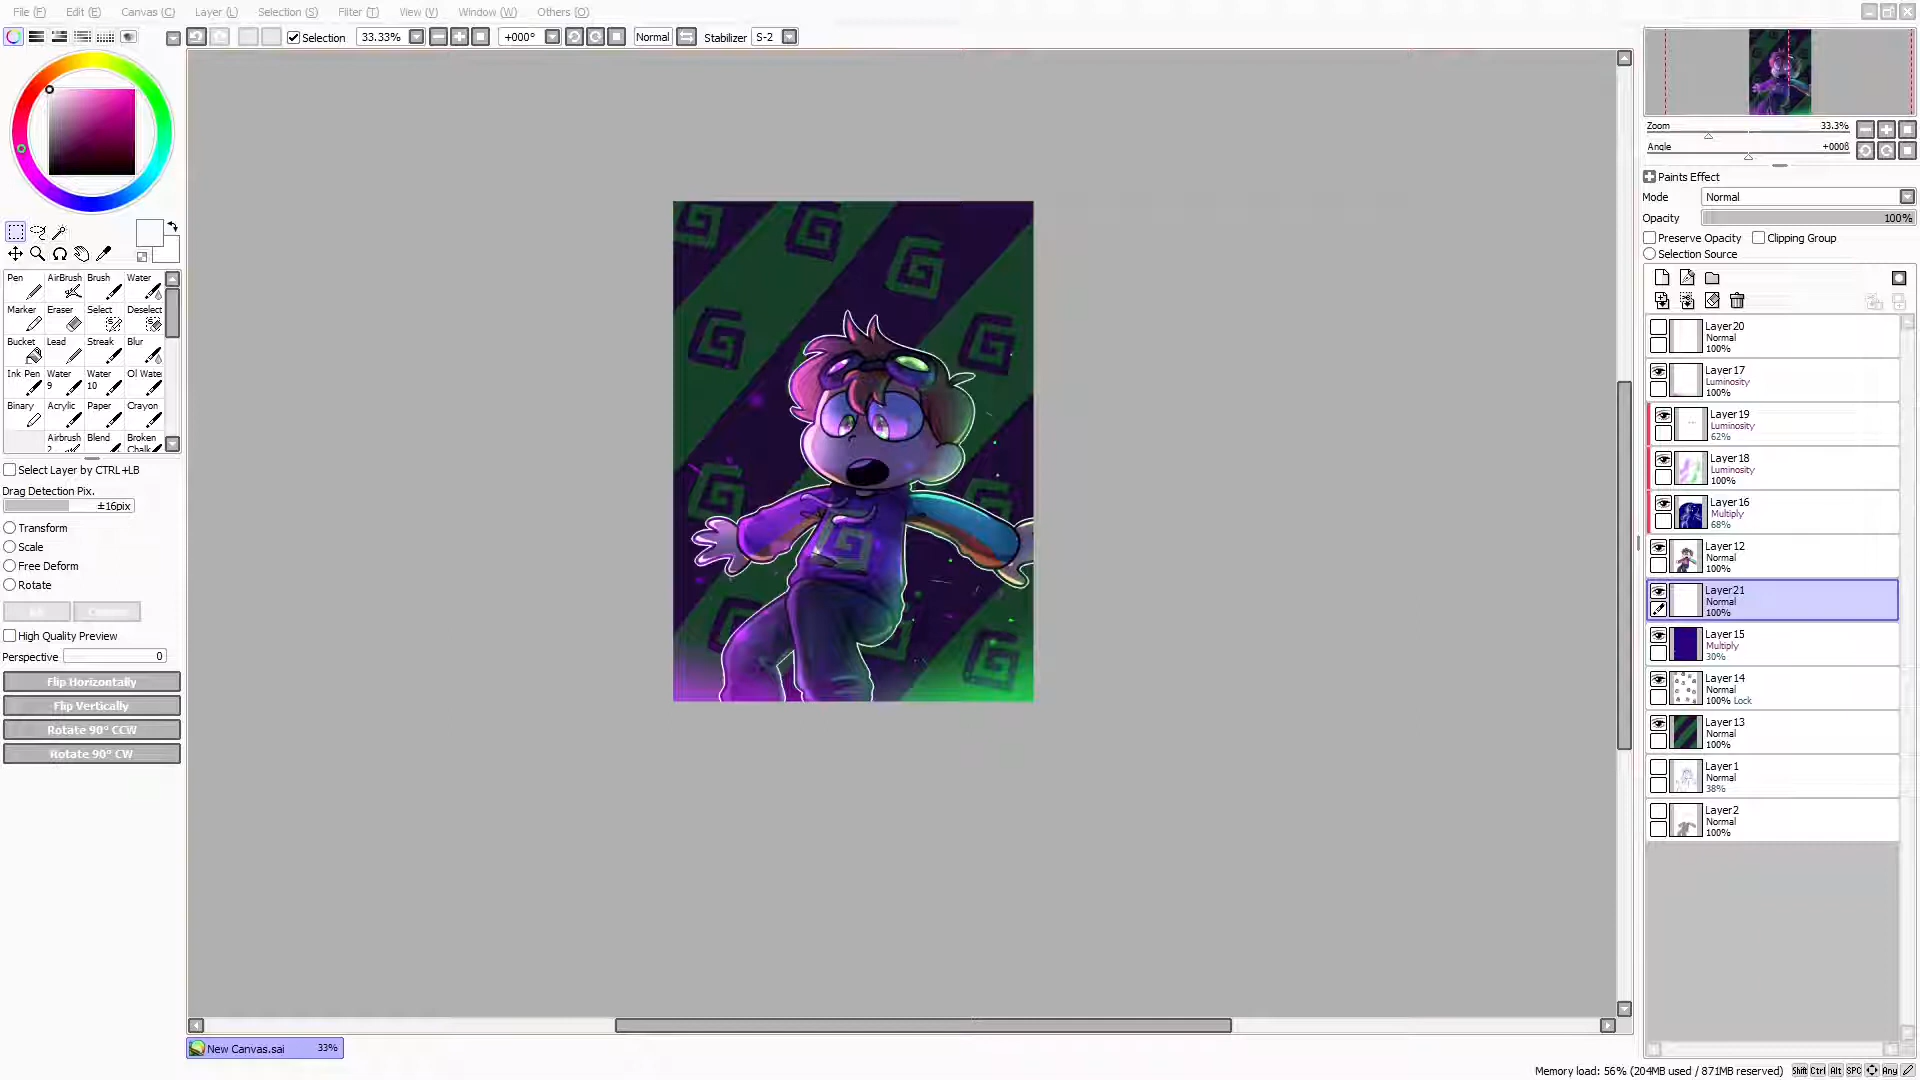 File (F) Edit (E) Canvas (C) Layer (L) Selection (S) Filter (T) View (V) Window (W) Others (O)
Selection 33.33% +000° Normal Stabilizer S-2
Zoom 33.3%
Angle +000ß
Paints Effect
Mode Normal
Opacity 100%
Preserve Opacity Clipping Group
Selection Source
Pen AirBrush Brush Water
Marker Eraser Select Deselect
Bucket Lead Streak Blur
Ink Pen Water 9 Water 10 Ol Wate
Binary Acrylic Paper Crayon
Airbrush 2 Blend Broken Chalk
Select Layer by CTRL+LB
Drag Detection Pix.
±16pix
Transform
Scale
Free Deform
Rotate
High Quality Preview
Perspective 0
Flip Horizontally
Flip Vertically
Rotate 90° CCW
Rotate 90° CW
Layer20
Normal
100%
Layer17
Luminosity
100%
Layer19
Luminosity
62%
Layer18
Luminosity
100%
Layer16
Multiply
68%
Layer12
Normal
100%
Layer21
Normal
100%
Layer15
Multiply
30%
Layer14
Normal
100% Lock
Layer13
Normal
100%
Layer1
Normal
38%
Layer2
Normal
100%
New Canvas.sai 33%
Memory load: 56% (204MB used / 871MB reserved) Shift Ctrl Alt SPC Any